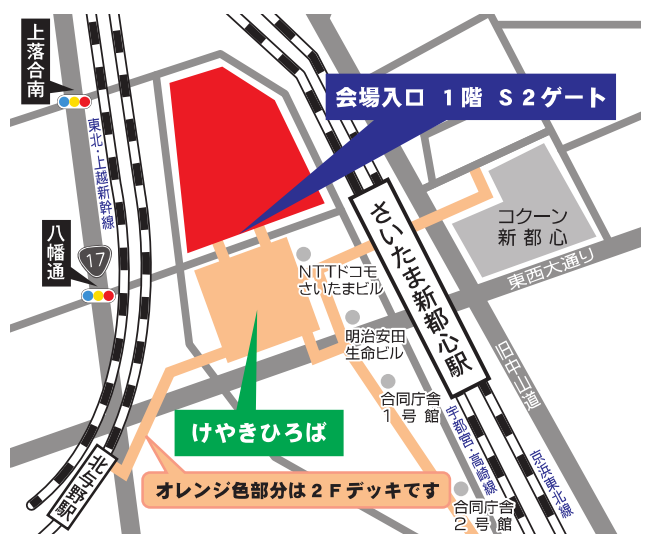 上落合南
会場入口 1階 S2ゲート
東北・上越新幹線
八幡通
17
コクーン
新都心
さいたま新都心駅
東西大通り
NTTドコモ
さいたまビル
明治安田
生命ビル
旧中山道
合同庁舎
1号館
けやきひろば
宇都宮・高崎線
京浜東北線
北与野駅
オレンジ色部分は2Fデッキです
合同庁舎
2号館